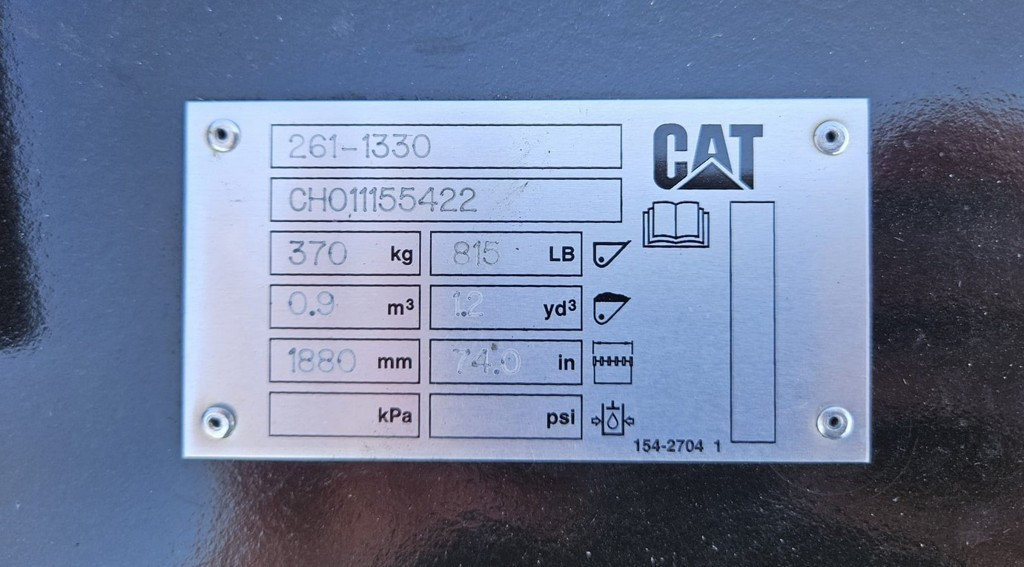 261-1330
CAT
CH011155422
370 kg 815 LB
0.9 m³ 1.2 yd³
1880 mm 74.0 in
kPa psi
154-2704 1